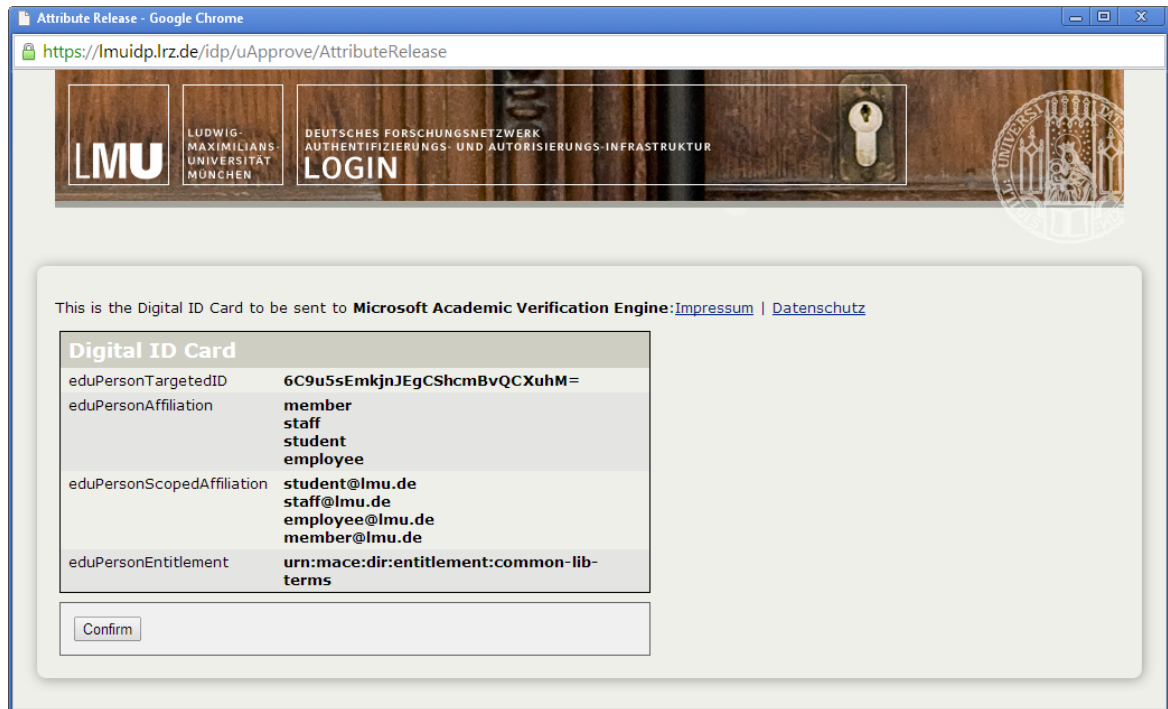 Attribute Release - Google Chrome
https://lmuidp.lrz.de/idp/uApprove/AttributeRelease
LMU
LUDWIG-
MAXIMILIANS-
UNIVERSITÄT
MÜNCHEN
DEUTSCHES FORSCHUNGSNETZWERK
AUTHENTIFIZIERUNGS- UND AUTORISIERUNGS-INFRASTRUKTUR
LOGIN
This is the Digital ID Card to be sent to Microsoft Academic Verification Engine:Impressum | Datenschutz
Digital ID Card
eduPersonTargetedID 6C9u5sEmkjnJEgCShcmBvQCXuhM=
eduPersonAffiliation member
staff
student
employee
eduPersonScopedAffiliation student@lmu.de
staff@lmu.de
employee@lmu.de
member@lmu.de
eduPersonEntitlement urn:mace:dir:entitlement:common-lib-
terms
Confirm